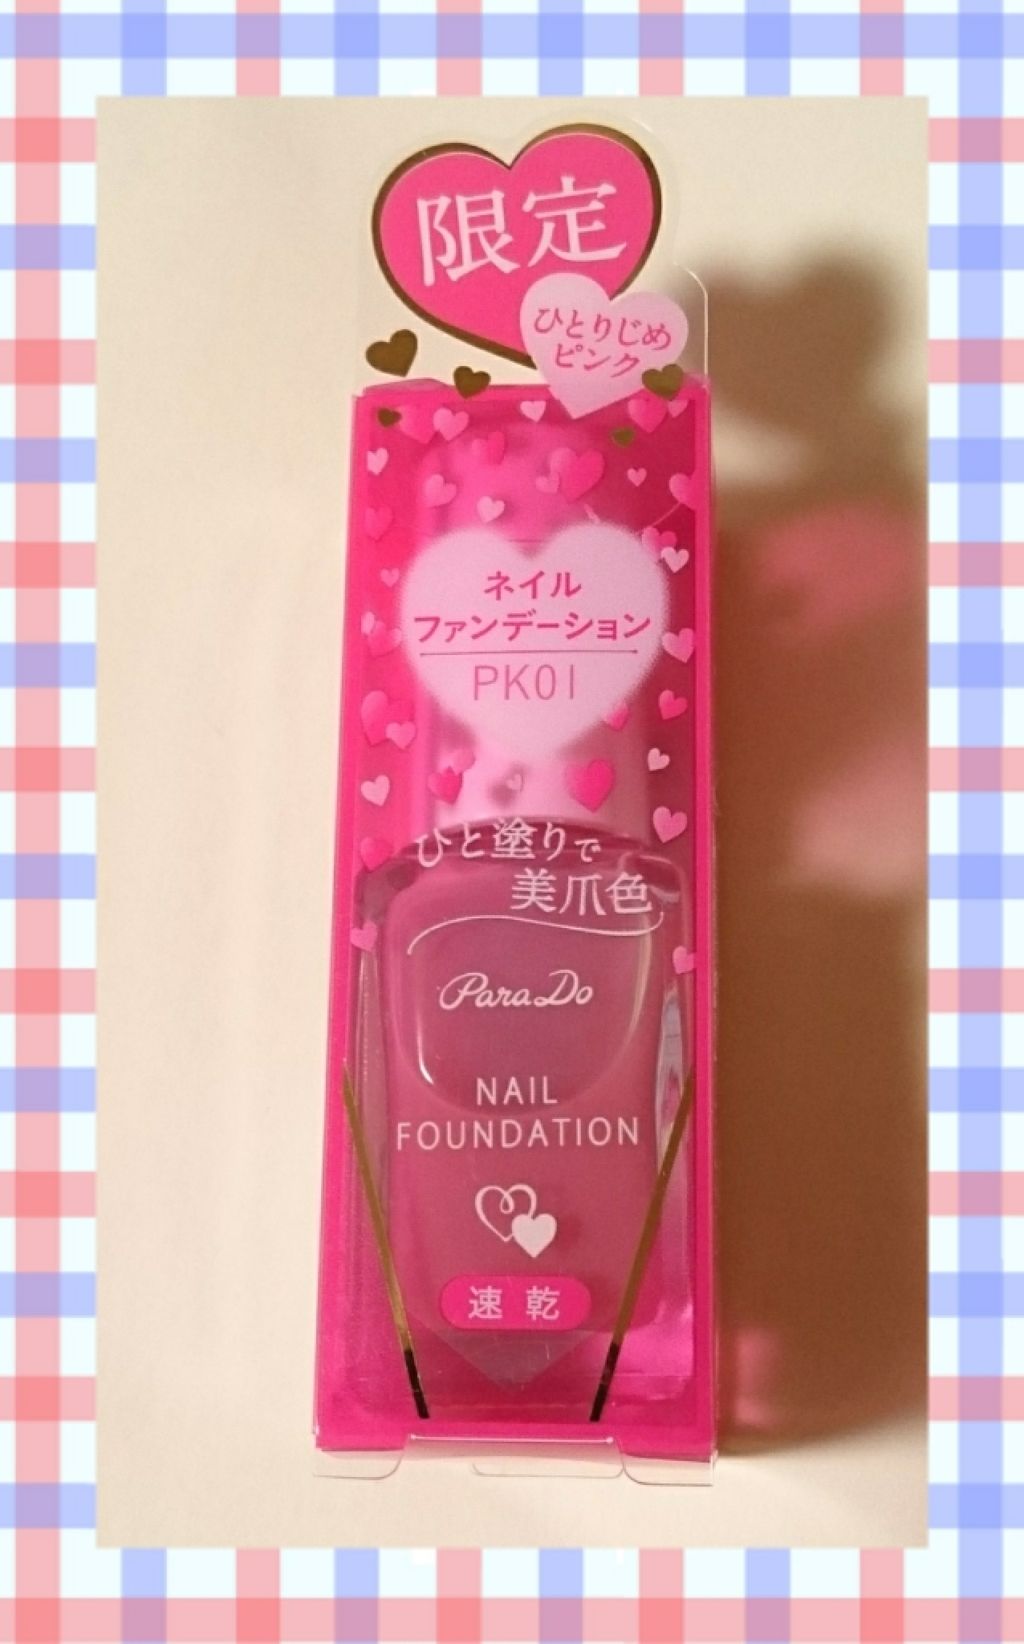 限定
ひとりじめ
ピンク
ネイル
ファンデーション
PK01
ひと塗りで
美爪色
ParaDo
NAIL
FOUNDATION
速乾